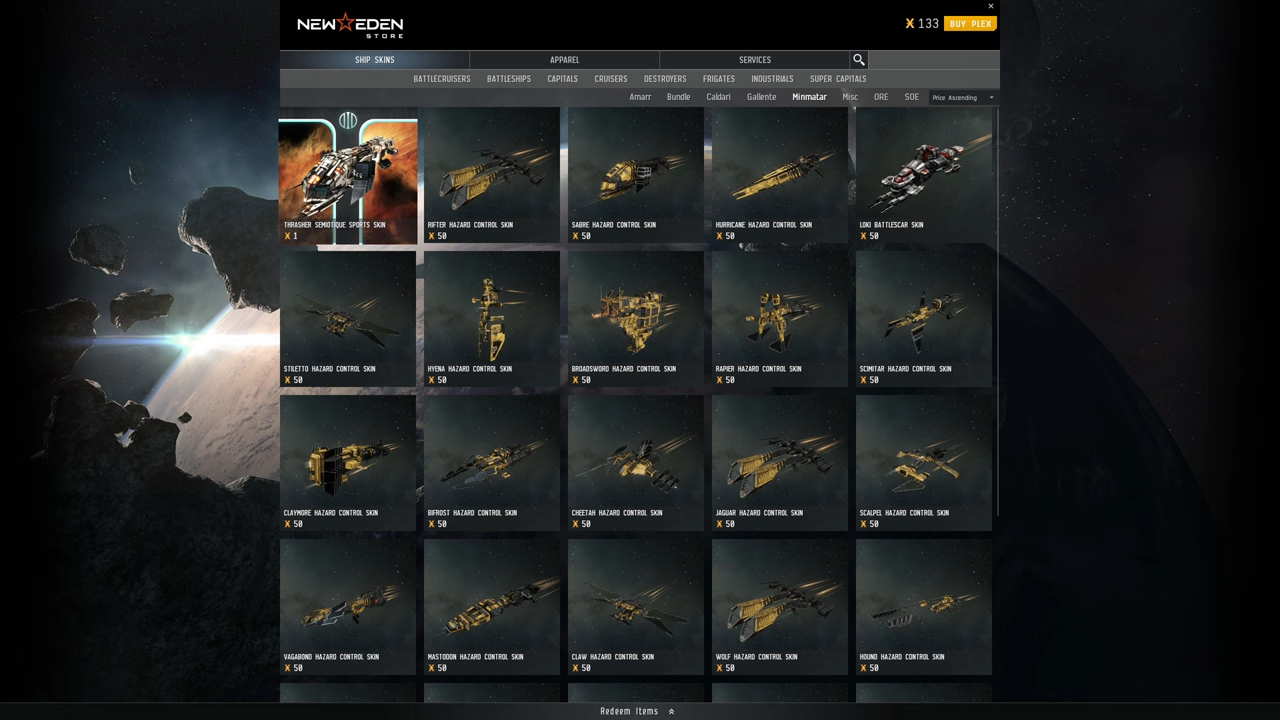 NEW EDEN
STORE
133
BUY PLEX
SHIP SKINS
APPAREL
SERVICES
BATTLECRUISERS
BATTLESHIPS
CAPITALS
CRUISERS
DESTROYERS
FRIGATES
INDUSTRIALS
SUPER CAPITALS
Amarr
Bundle
Caldari
Gallente
Minmatar
Misc
ORE
SOE
Price Ascending
THRASHER SEMIOTIQUE SPORTS SKIN
1
RIFTER HAZARD CONTROL SKIN
50
SABRE HAZARD CONTROL SKIN
50
HURRICANE HAZARD CONTROL SKIN
50
LOKI BATTLESCAR SKIN
50
STILETTO HAZARD CONTROL SKIN
50
HYENA HAZARD CONTROL SKIN
50
BROADSWORD HAZARD CONTROL SKIN
50
RAPIER HAZARD CONTROL SKIN
50
SCIMITAR HAZARD CONTROL SKIN
50
CLAYMORE HAZARD CONTROL SKIN
50
BIFROST HAZARD CONTROL SKIN
50
CHEETAH HAZARD CONTROL SKIN
50
JAGUAR HAZARD CONTROL SKIN
50
SCALPEL HAZARD CONTROL SKIN
50
VAGABOND HAZARD CONTROL SKIN
50
MASTODON HAZARD CONTROL SKIN
50
CLAW HAZARD CONTROL SKIN
50
WOLF HAZARD CONTROL SKIN
50
HOUND HAZARD CONTROL SKIN
50
Redeem Items